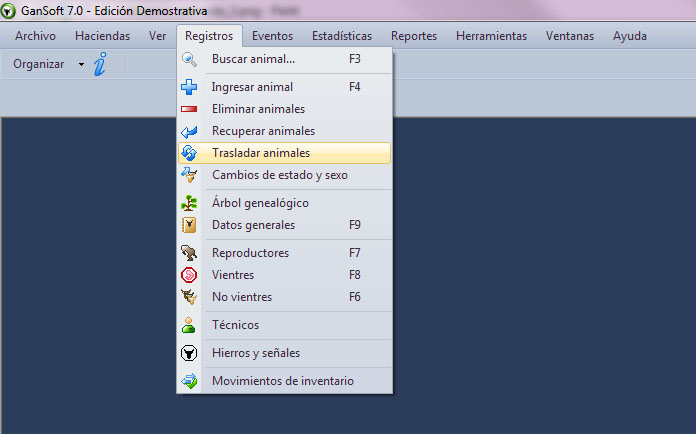 GanSoft 7.0 - Edición Demostrativa
Archivo Haciendas Ver Registros Eventos Estadísticas Reportes Herramientas Ventanas Ayuda
Organizar
Buscar animal... F3
Ingresar animal F4
Eliminar animales
Recuperar animales
Trasladar animales
Cambios de estado y sexo
Árbol genealógico
Datos generales F9
Reproductores F7
Vientres F8
No vientres F6
Técnicos
Hierros y señales
Movimientos de inventario